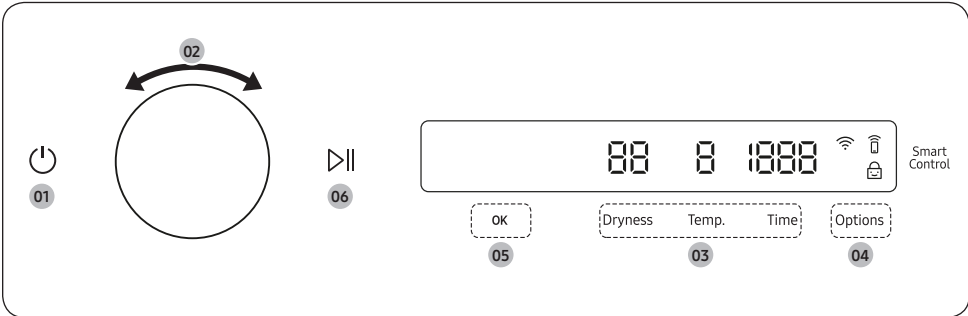 02
01
06
88 8 1888
Smart
Control
OK
Dryness Temp. Time
Options
05
03
04